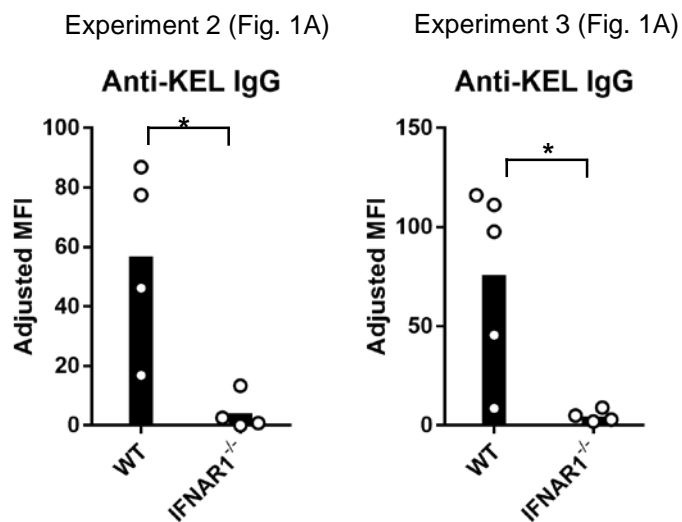 Experiment 2 (Fig. 1A)
Anti-KEL IgG
Adjusted MFI
100
80
60
40
20
0
*
WT
IFNAR1-/-
Experiment 3 (Fig. 1A)
Anti-KEL IgG
Adjusted MFI
150
100
50
0
*
WT
IFNAR1-/-